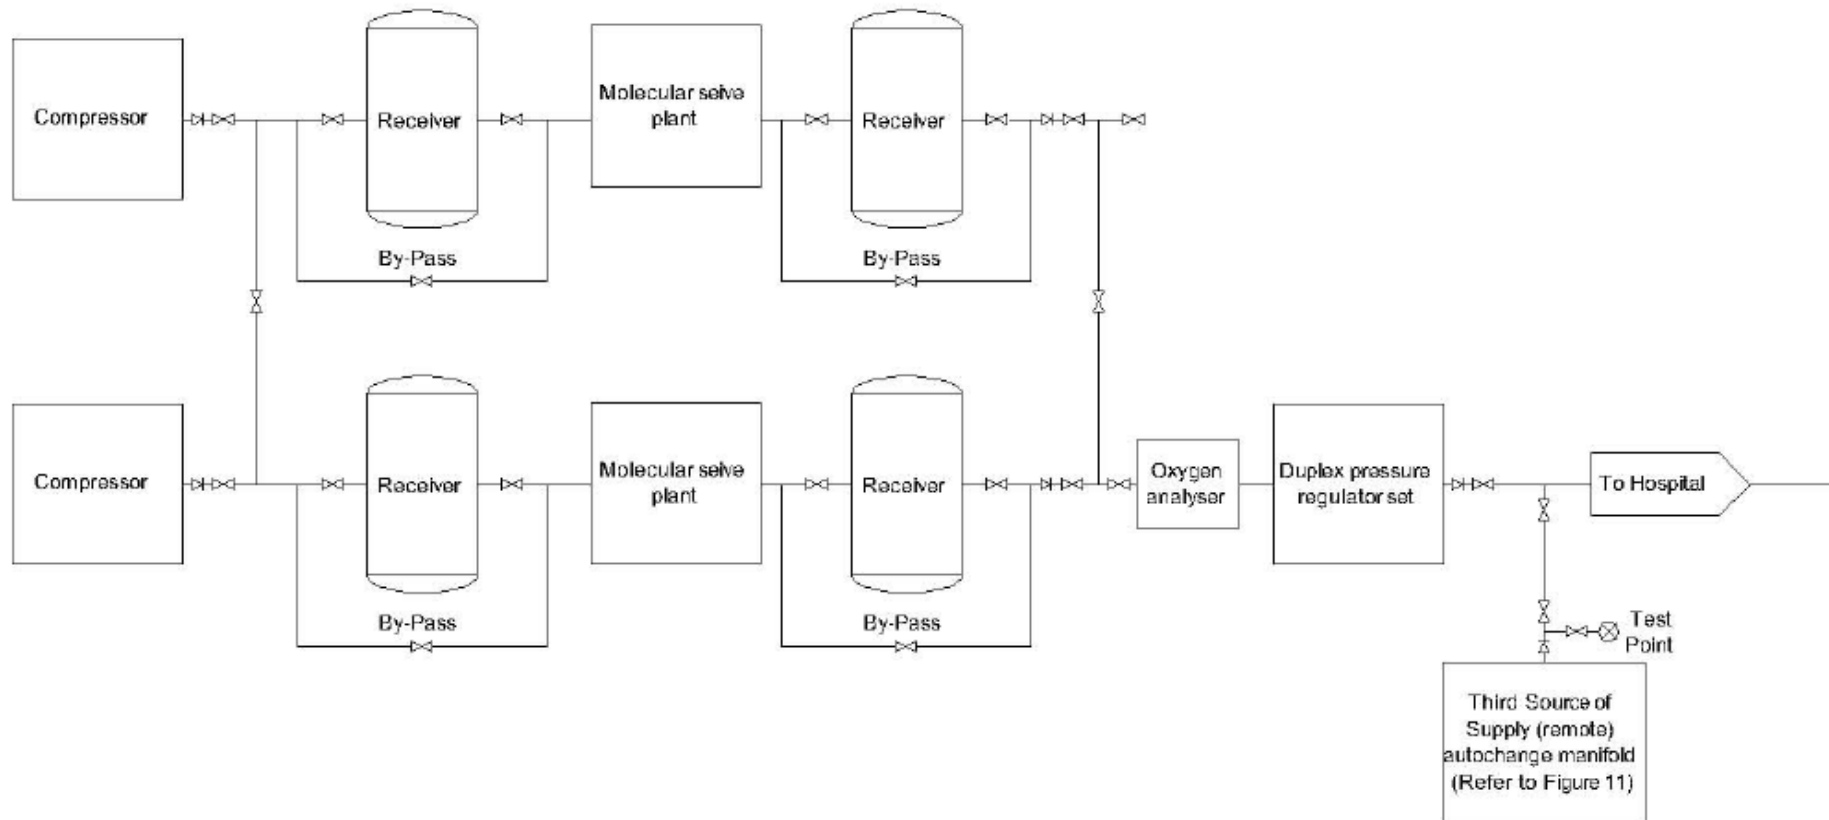 Compressor
Receiver
Molecular seive
plant
Receiver
By-Pass
By-Pass
Compressor
Receiver
Molecular seive
plant
Receiver
Oxygen
analyser
Duplex pressure
regulator set
To Hospital
By-Pass
By-Pass
Test
Point
Third Source of
Supply (remote)
autochange manifold
(Refer to Figure 11)